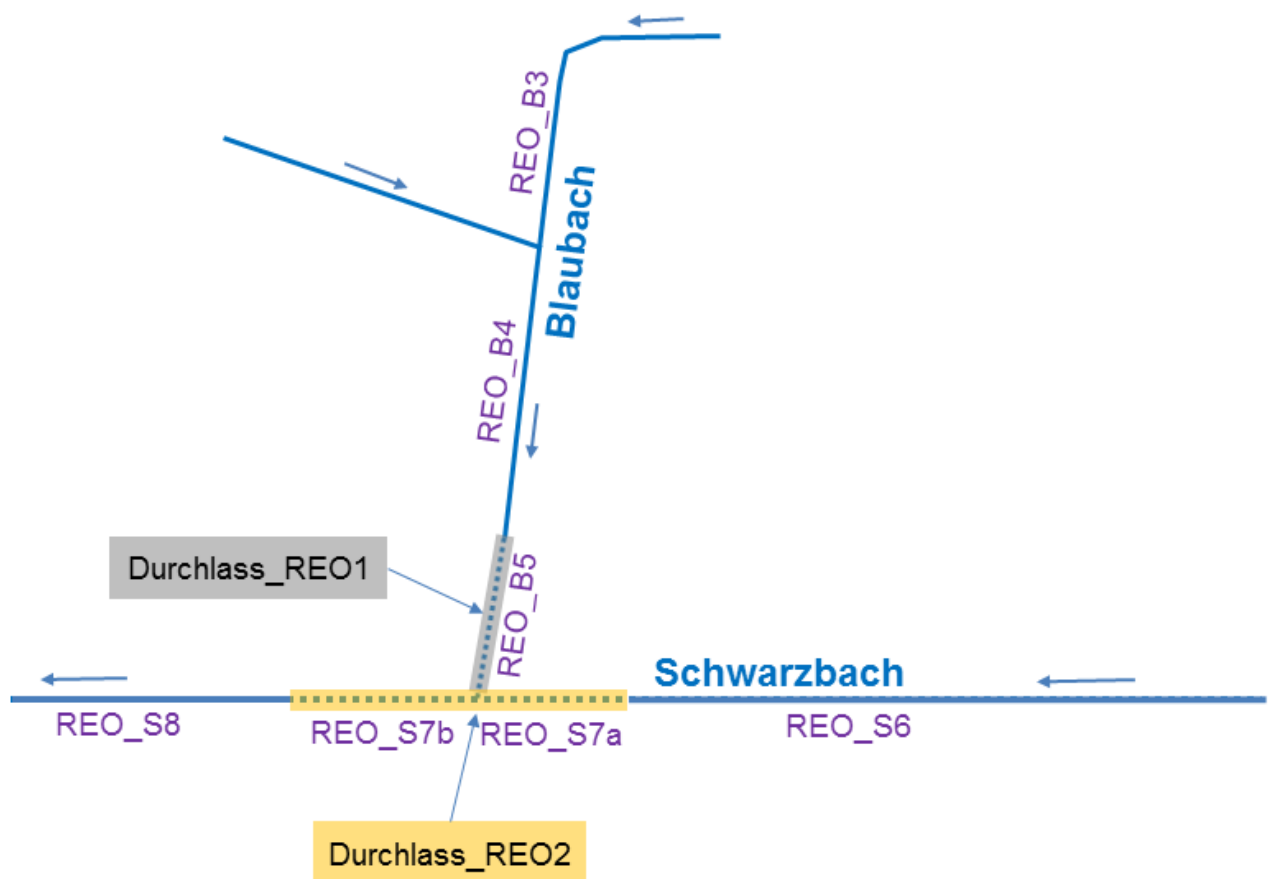 REO_B3
Blaubach
REO_B4
Durchlass_REO1
REO_B5
Schwarzbach
REO_S8
REO_S7b
REO_S7a
REO_S6
Durchlass_REO2